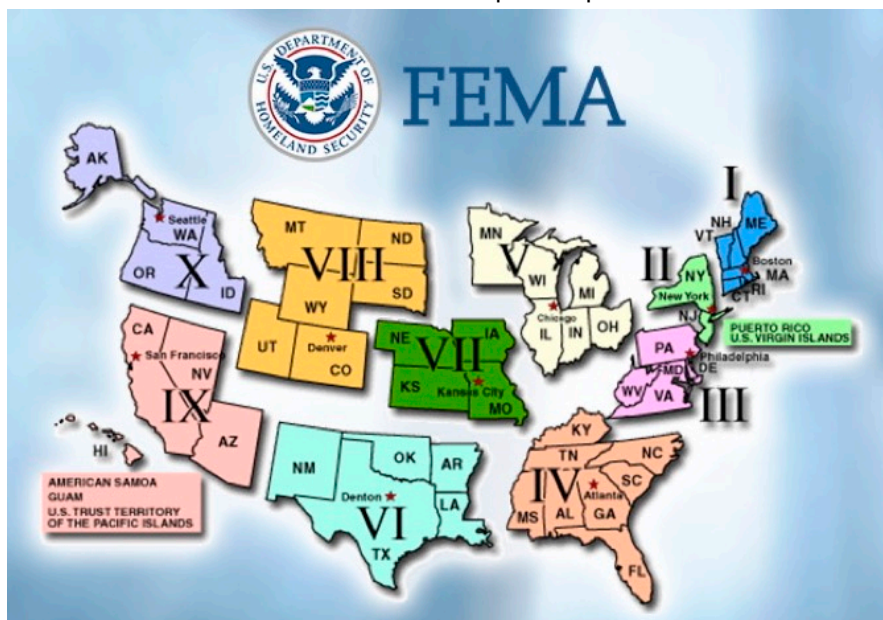 U.S. DEPARTMENT OF
HOMELAND SECURITY
FEMA
AK
Seattle
WA
OR
ID
X
MT
ND
VIII
WY
SD
UT
Denver
CO
MN
V
WI
MI
Chicago
IL
IN
OH
I
NH
ME
VT
Boston
MA
RI
CT
II
NY
New York
NJ
PUERTO RICO
U.S. VIRGIN ISLANDS
PA
Philadelphia
DE
MD
WV
VA
III
NE
IA
VII
KS
Kansas City
MO
CA
San Francisco
NV
IX
AZ
HI
AMERICAN SAMOA
GUAM
U.S. TRUST TERRITORY
OF THE PACIFIC ISLANDS
NM
OK
AR
Denton
LA
VI
TX
KY
TN
NC
IV
SC
Atlanta
MS
AL
GA
FL